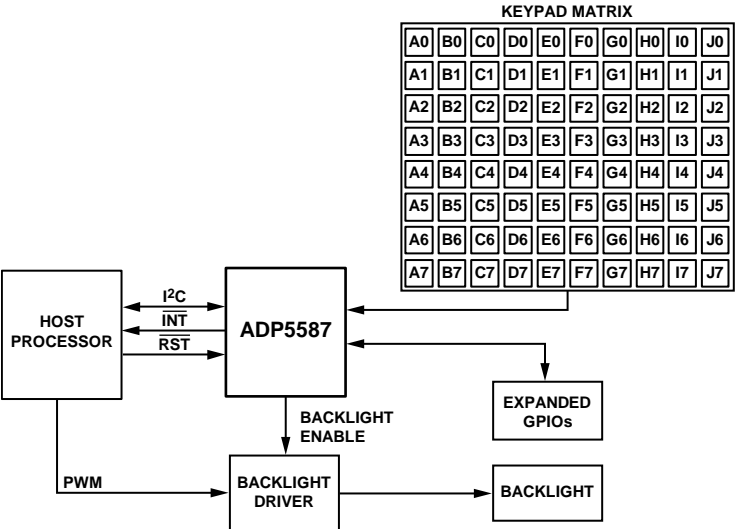 KEYPAD MATRIX
A0 B0 C0 D0 E0 F0 G0 H0 I0 J0
A1 B1 C1 D1 E1 F1 G1 H1 I1 J1
A2 B2 C2 D2 E2 F2 G2 H2 I2 J2
A3 B3 C3 D3 E3 F3 G3 H3 I3 J3
A4 B4 C4 D4 E4 F4 G4 H4 I4 J4
A5 B5 C5 D5 E5 F5 G5 H5 I5 J5
A6 B6 C6 D6 E6 F6 G6 H6 I6 J6
A7 B7 C7 D7 E7 F7 G7 H7 I7 J7
HOST
PROCESSOR
I²C
INT
RST
ADP5587
EXPANDED
GPIOs
BACKLIGHT
ENABLE
PWM
BACKLIGHT
DRIVER
BACKLIGHT